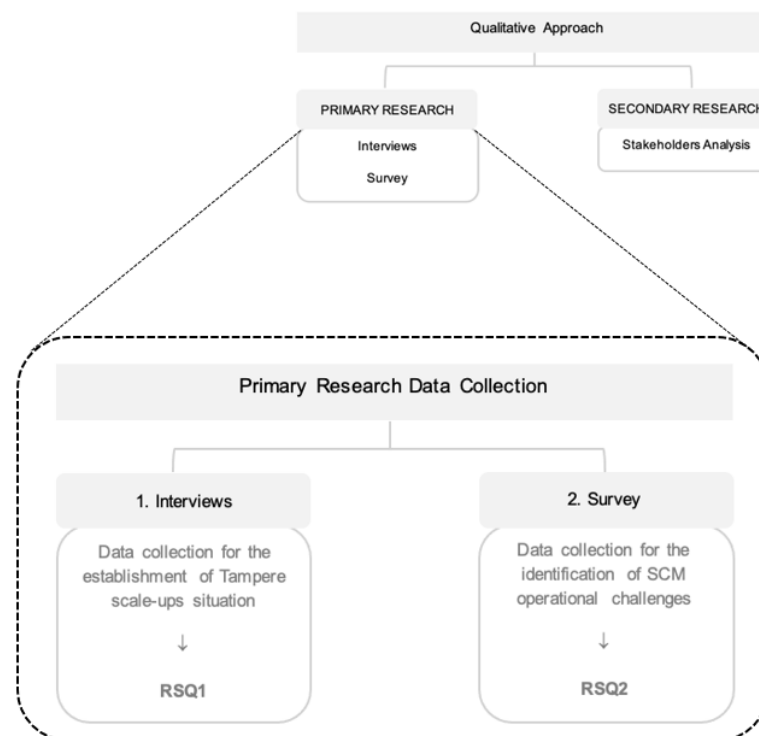 Qualitative Approach
PRIMARY RESEARCH
Interviews
Survey
SECONDARY RESEARCH
Stakeholders Analysis
Primary Research Data Collection
1. Interviews
Data collection for the
establishment of Tampere
scale-ups situation
↓
RSQ1
2. Survey
Data collection for the
identification of SCM
operational challenges
↓
RSQ2